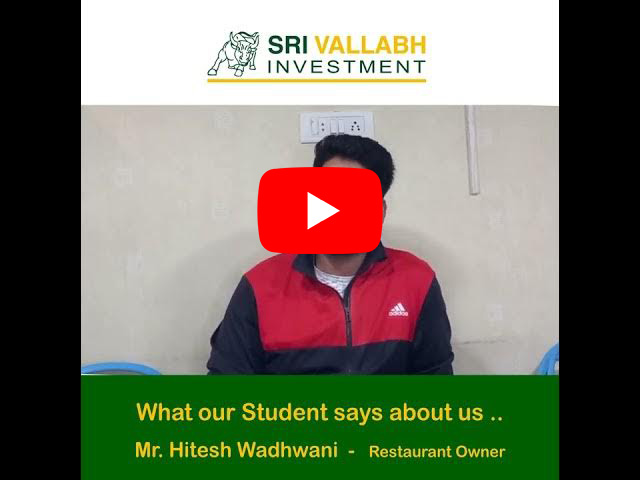 SRI VALLABH
INVESTMENT
adidas
What our Student says about us ..
Mr. Hitesh Wadhwani - Restaurant Owner